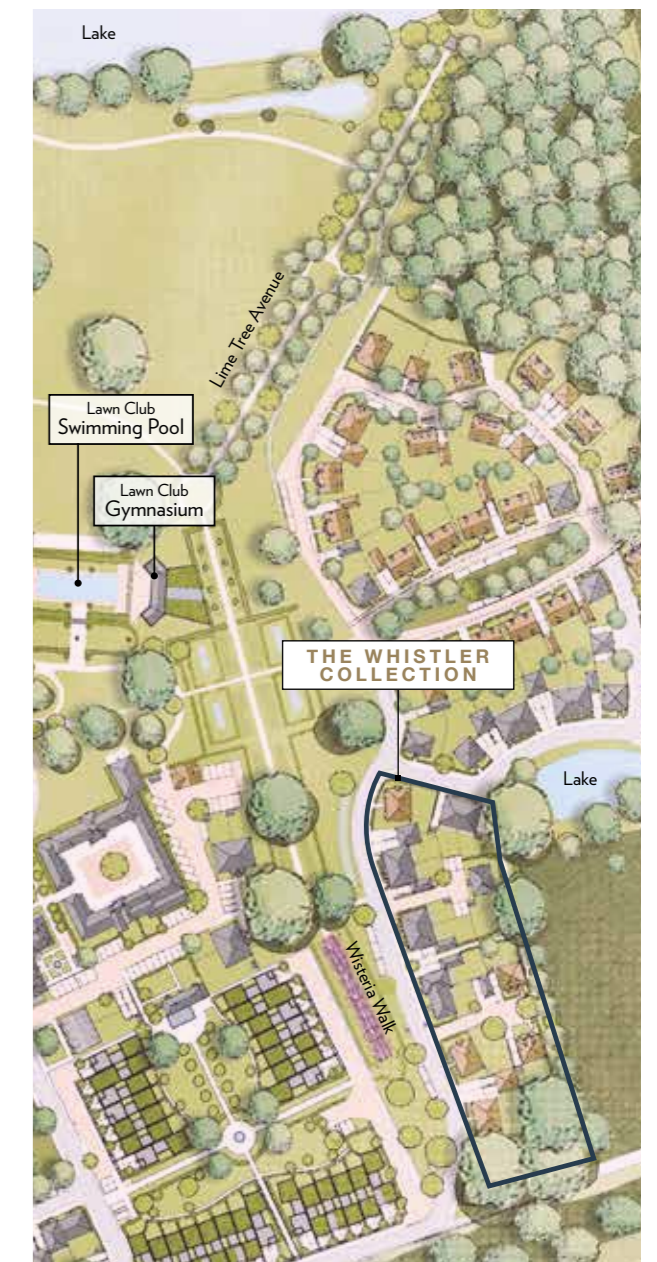 Lake
Lime Tree Avenue
Lawn Club
Swimming Pool
Lawn Club
Gymnasium
THE WHISTLER
COLLECTION
Lake
Wisteria Walk